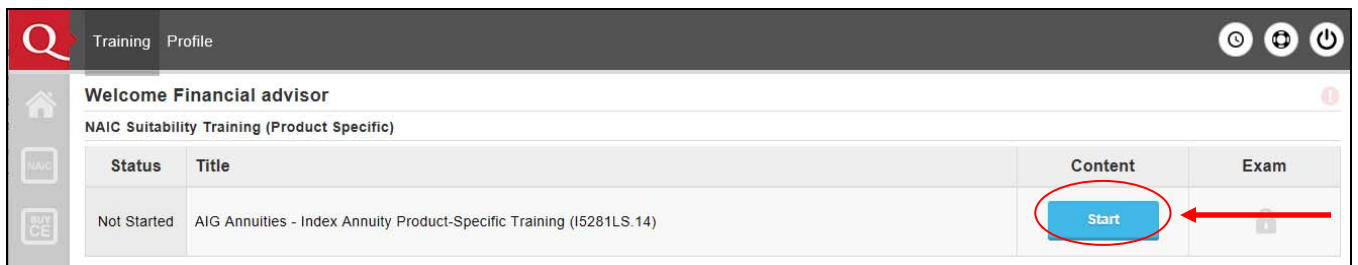 Q Training Profile
Welcome Financial advisor
NAIC Suitability Training (Product Specific)
NAIC
Status Title Content Exam
BUY CE
Not Started AIG Annuities - Index Annuity Product-Specific Training (I5281LS.14) Start